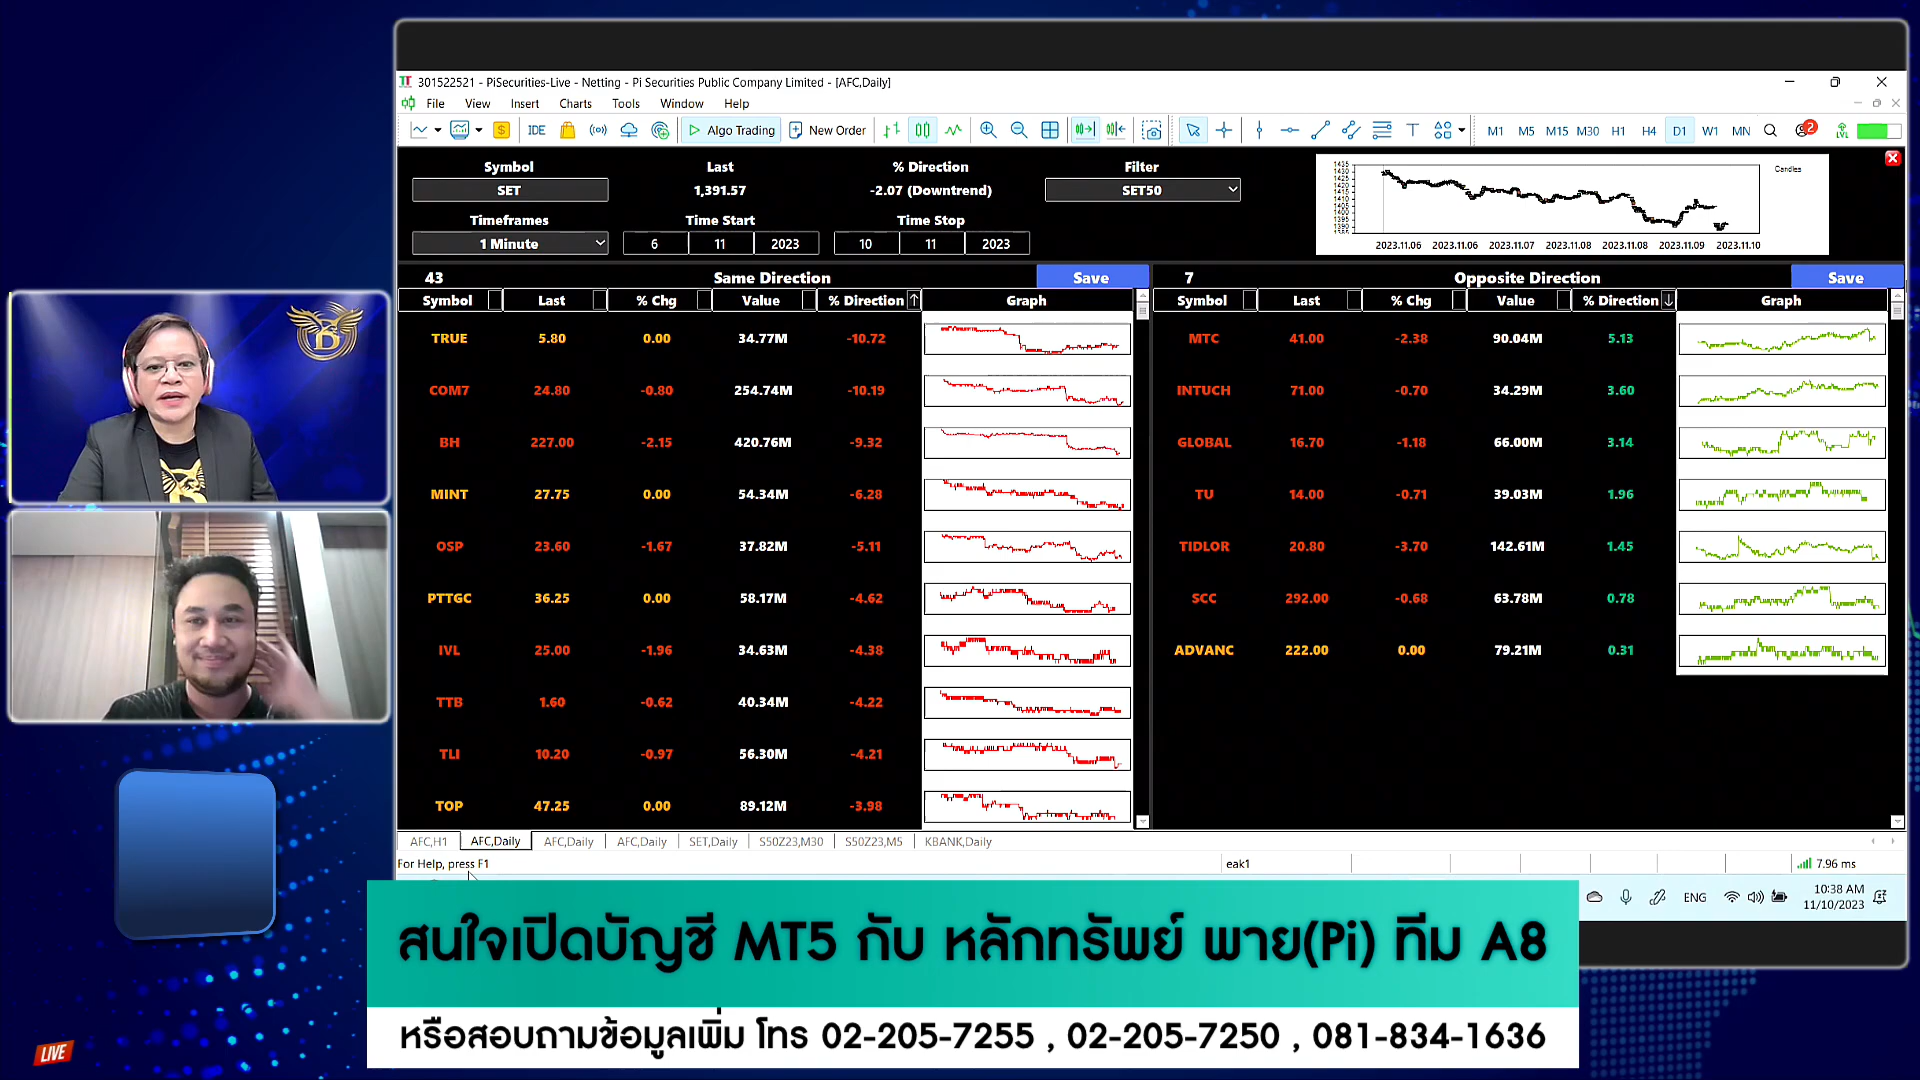 301522521 - PiSecurities-Live - Netting - Pi Securities Public Company Limited - [AFC,Daily]
File View Insert Charts Tools Window Help
IDE Algo Trading New Order M1 M5 M15 M30 H1 H4 D1 W1 MN 2 LVL
Symbol Last % Direction Filter
SET 1,391.57 -2.07 (Downtrend) SET50
Timeframes Time Start Time Stop
1 Minute 6 11 2023 10 11 2023
1435
1430
1425
1420
1415
1410
1405
1400
1395
1390
1385
Candles
2023.11.06 2023.11.06 2023.11.07 2023.11.08 2023.11.08 2023.11.09 2023.11.10
43 Same Direction Save
Symbol Last % Chg Value % Direction Graph
TRUE 5.80 0.00 34.77M -10.72
COM7 24.80 -0.80 254.74M -10.19
BH 227.00 -2.15 420.76M -9.32
MINT 27.75 0.00 54.34M -6.28
OSP 23.60 -1.67 37.82M -5.11
PTTGC 36.25 0.00 58.17M -4.62
IVL 25.00 -1.96 34.63M -4.38
TTB 1.60 -0.62 40.34M -4.22
TLI 10.20 -0.97 56.30M -4.21
TOP 47.25 0.00 89.12M -3.98
7 Opposite Direction Save
Symbol Last % Chg Value % Direction Graph
MTC 41.00 -2.38 90.04M 5.13
INTUCH 71.00 -0.70 34.29M 3.60
GLOBAL 16.70 -1.18 66.00M 3.14
TU 14.00 -0.71 39.03M 1.96
TIDLOR 20.80 -3.70 142.61M 1.45
SCC 292.00 -0.68 63.78M 0.78
ADVANC 222.00 0.00 79.21M 0.31
AFC,H1 AFC,Daily AFC,Daily AFC,Daily SET,Daily S50Z23,M30 S50Z23,M5 KBANK,Daily
For Help, press F1 eak1 7.96 ms
ENG 10:38 AM
11/10/2023
สนใจเปิดบัญชี MT5 กับ หลักทรัพย์ พาย(Pi) ทีม A8
หรือสอบถามข้อมูลเพิ่ม โทร 02-205-7255 , 02-205-7250 , 081-834-1636
LIVE